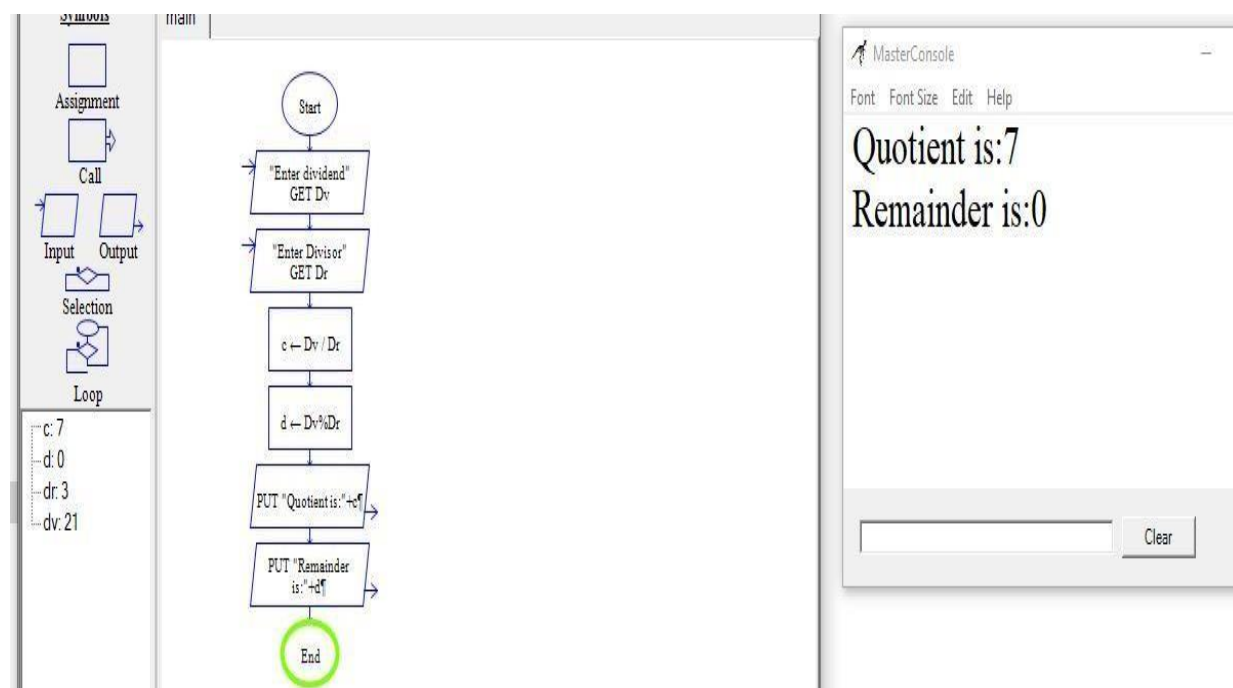 Symbols
main
Assignment
Call
Input Output
Selection
Loop
c: 7
d: 0
dr: 3
dv: 21
Start
"Enter dividend"
GET Dv
"Enter Divisor"
GET Dr
c ← Dv / Dr
d ← Dv%Dr
PUT "Quotient is:"+c¶
PUT "Remainder
is:"+d¶
End
MasterConsole
Font Font Size Edit Help
Quotient is:7
Remainder is:0
Clear